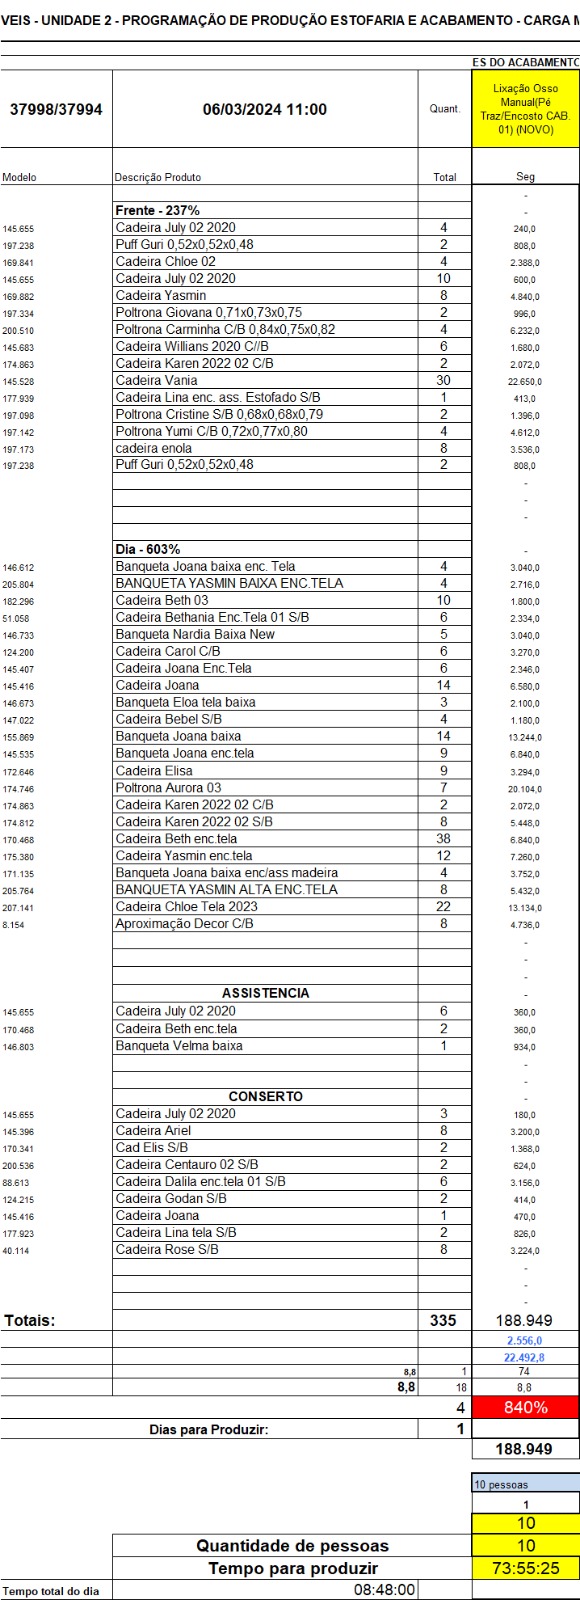 VEIS - UNIDADE 2 - PROGRAMAÇÃO DE PRODUÇÃO ESTOFARIA E ACABAMENTO - CARGA M
ES DO ACABAMENTO
37998/37994 06/03/2024 11:00 Quant. Lixação Osso Manual(Pé Traz/Encosto CAB. 01) (NOVO)
Modelo Descrição Produto Total Seg
-
Frente - 237% -
145.655 Cadeira July 02 2020 4 240,0
197.238 Puff Guri 0,52x0,52x0,48 2 808,0
169.841 Cadeira Chloe 02 4 2.388,0
145.655 Cadeira July 02 2020 10 600,0
169.882 Cadeira Yasmin 8 4.840,0
197.334 Poltrona Giovana 0,71x0,73x0,75 2 996,0
200.510 Poltrona Carminha C/B 0,84x0,75x0,82 4 6.232,0
145.683 Cadeira Willians 2020 C//B 6 1.680,0
174.863 Cadeira Karen 2022 02 C/B 2 2.072,0
145.528 Cadeira Vania 30 22.650,0
177.939 Cadeira Lina enc. ass. Estofado S/B 1 413,0
197.098 Poltrona Cristine S/B 0,68x0,68x0,79 2 1.396,0
197.142 Poltrona Yumi C/B 0,72x0,77x0,80 4 4.612,0
197.173 cadeira enola 8 3.536,0
197.238 Puff Guri 0,52x0,52x0,48 2 808,0
-
-
-
-
Dia - 603% -
146.612 Banqueta Joana baixa enc. Tela 4 3.040,0
205.804 BANQUETA YASMIN BAIXA ENC.TELA 4 2.716,0
182.296 Cadeira Beth 03 10 1.800,0
51.058 Cadeira Bethania Enc.Tela 01 S/B 6 2.334,0
146.733 Banqueta Nardia Baixa New 5 3.040,0
124.200 Cadeira Carol C/B 6 3.270,0
145.407 Cadeira Joana Enc.Tela 6 2.346,0
145.416 Cadeira Joana 14 6.580,0
146.673 Banqueta Eloa tela baixa 3 2.100,0
147.022 Cadeira Bebel S/B 4 1.180,0
155.869 Banqueta Joana baixa 14 13.244,0
145.535 Banqueta Joana enc.tela 9 6.840,0
172.646 Cadeira Elisa 9 3.294,0
174.746 Poltrona Aurora 03 7 20.104,0
174.863 Cadeira Karen 2022 02 C/B 2 2.072,0
174.812 Cadeira Karen 2022 02 S/B 8 5.448,0
170.468 Cadeira Beth enc.tela 38 6.840,0
175.380 Cadeira Yasmin enc.tela 12 7.260,0
171.135 Banqueta Joana baixa enc/ass madeira 4 3.752,0
205.764 BANQUETA YASMIN ALTA ENC.TELA 8 5.432,0
207.141 Cadeira Chloe Tela 2023 22 13.134,0
8.154 Aproximação Decor C/B 8 4.736,0
-
-
-
ASSISTENCIA -
145.655 Cadeira July 02 2020 6 360,0
170.468 Cadeira Beth enc.tela 2 360,0
146.803 Banqueta Velma baixa 1 934,0
-
-
CONSERTO -
145.655 Cadeira July 02 2020 3 180,0
145.396 Cadeira Ariel 8 3.200,0
170.341 Cad Elis S/B 2 1.368,0
200.536 Cadeira Centauro 02 S/B 2 624,0
88.613 Cadeira Dalila enc.tela 01 S/B 6 3.156,0
124.215 Cadeira Godan S/B 2 414,0
145.416 Cadeira Joana 1 470,0
177.923 Cadeira Lina tela S/B 2 826,0
40.114 Cadeira Rose S/B 8 3.224,0
-
-
-
Totais: 335 188.949
2.556,0
22.492,8
8,8 1 74
8,8 18 8,8
4 840%
Dias para Produzir: 1
188.949
10 pessoas
1
10
Quantidade de pessoas 10
Tempo para produzir 73:55:25
Tempo total do dia 08:48:00